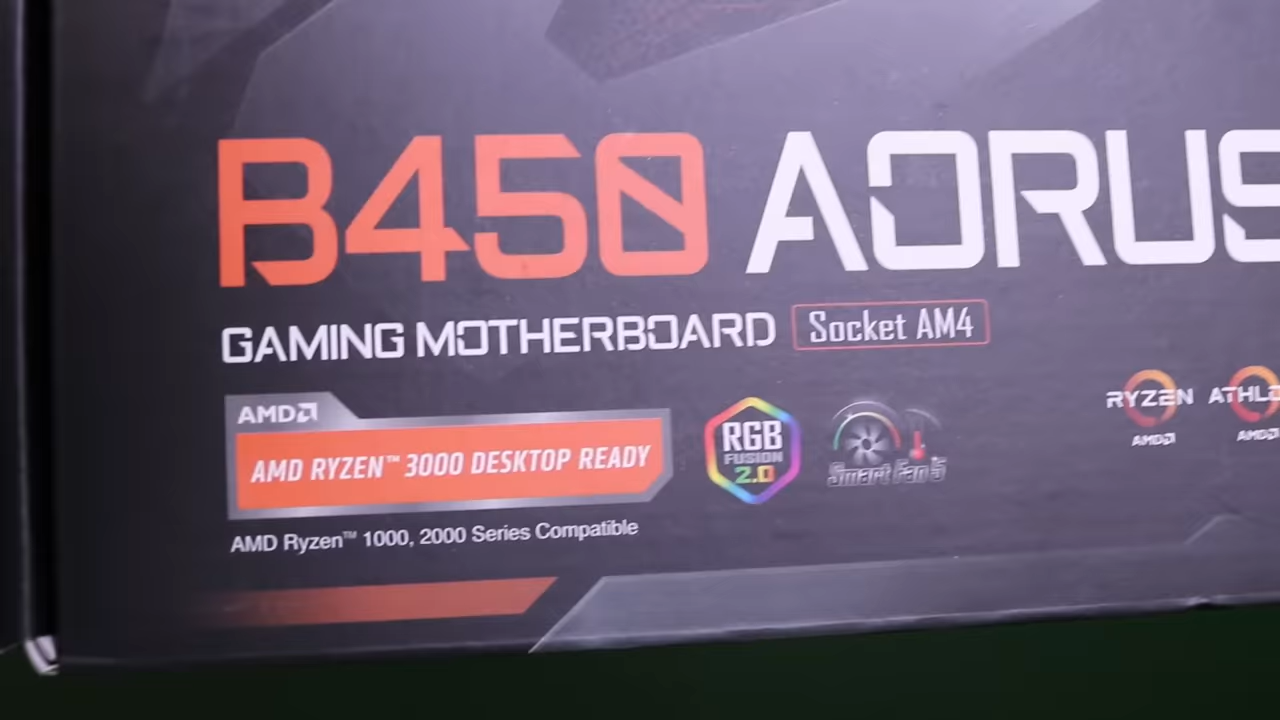 B450 AORUS
GAMING MOTHERBOARD Socket AM4
AMD
AMD RYZEN™ 3000 DESKTOP READY
AMD Ryzen™ 1000, 2000 Series Compatible
RGB
FUSION
2.0
Smart Fan 5
RYZEN
AMD
ATHLO
AMD